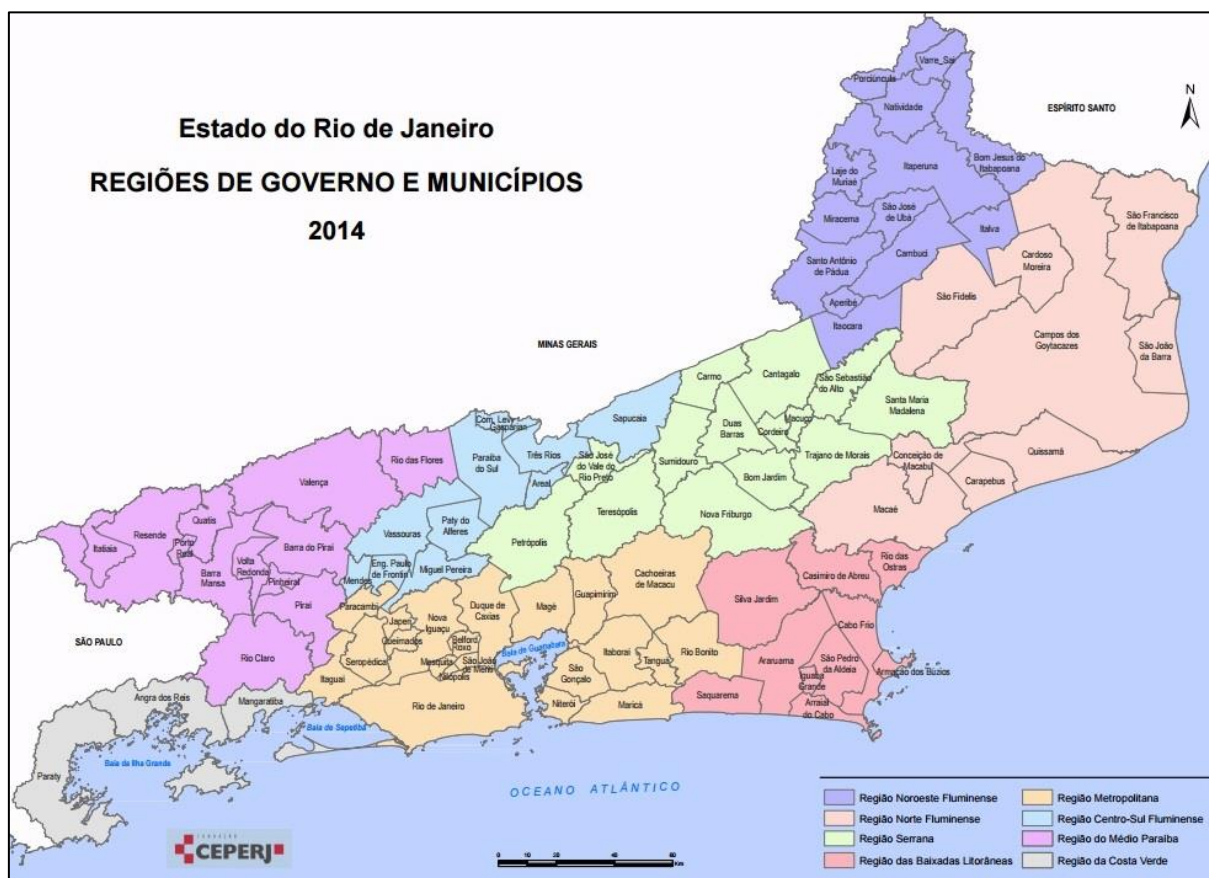 Estado do Rio de Janeiro
REGIÕES DE GOVERNO E MUNICÍPIOS
2014
N
ESPÍRITO SANTO
MINAS GERAIS
SÃO PAULO
Varre_Sai
Porciúncula
Natividade
Bom Jesus do
Itabapoana
Itaperuna
Laje do
Muriaé
São José
de Ubá
Miracema
Italva
Cambuci
Santo Antônio
de Pádua
Aperibé
Itaocara
São Francisco
de Itabapoana
Cardoso
Moreira
São Fidelis
Campos dos
Goytacazes
São João
da Barra
Cantagalo
Carmo
São Sebastião
do Alto
Santa Maria
Madalena
Macuco
Duas
Barras
Cordeiro
Trajano de Morais
Conceição de
Macabu
Quissamã
Carapebus
Macaé
Sapucaia
Com. Levy
Gasparian
Três Rios
Paraíba
do Sul
São José
do Vale do
Rio Preto
Sumidouro
Areal
Bom Jardim
Teresópolis
Nova Friburgo
Petrópolis
Rio das Flores
Valença
Vassouras
Paty do
Alferes
Quatis
Resende
Itatiaia
Porto
Real
Barra do Piraí
Volta
Redonda
Barra
Mansa
Pinheiral
Piraí
Mendes
Eng. Paulo
de Frontin
Miguel Pereira
Rio Claro
Rio das
Ostras
Casimiro de Abreu
Silva Jardim
Cabo Frio
Cachoeiras
de Macacu
Guapimirim
Magé
Duque de
Caxias
Nova
Iguaçu
Paracambi
Japeri
Queimados
Belford
Roxo
Seropédica
Mesquita
São João
de Meriti
Nilópolis
Itaguaí
Baía de Guanabara
Itaboraí
Tanguá
Rio Bonito
São
Gonçalo
Niterói
Maricá
Rio de Janeiro
Araruama
São Pedro
da Aldeia
Iguaba
Grande
Armação dos Búzios
Saquarema
Arraial
do Cabo
Angra dos Reis
Mangaratiba
Baía de Sepetiba
Baía da Ilha Grande
Paraty
OCEANO ATLÂNTICO
FUNDAÇÃO
CEPERJ
0 20 40 60
Km
Região Noroeste Fluminense
Região Norte Fluminense
Região Serrana
Região das Baixadas Litorâneas
Região Metropolitana
Região Centro-Sul Fluminense
Região do Médio Paraíba
Região da Costa Verde